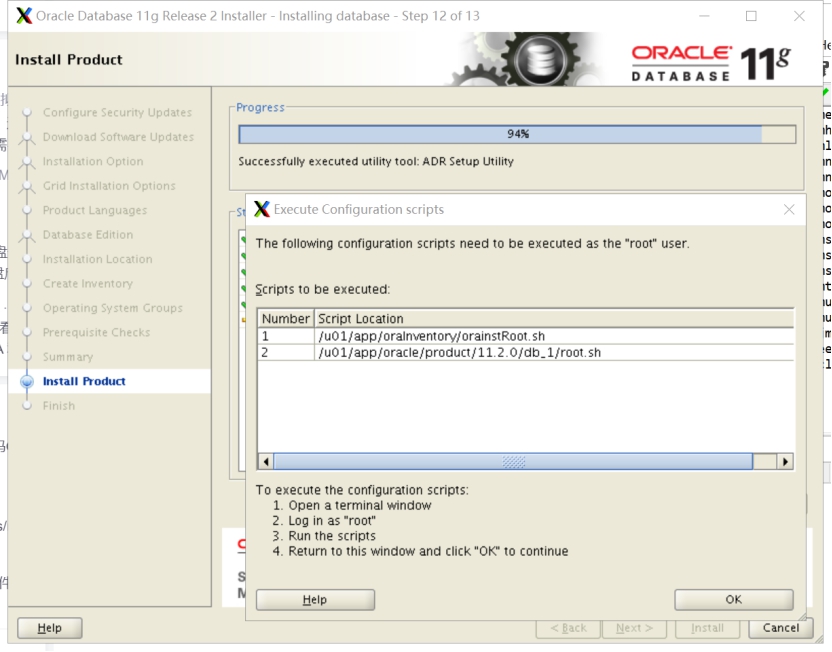 Oracle Database 11g Release 2 Installer - Installing database - Step 12 of 13
Install Product
ORACLE
DATABASE
11g
Configure Security Updates
Download Software Updates
Installation Option
Grid Installation Options
Product Languages
Database Edition
Installation Location
Create Inventory
Operating System Groups
Prerequisite Checks
Summary
Install Product
Finish
Progress
94%
Successfully executed utility tool: ADR Setup Utility
Execute Configuration scripts
The following configuration scripts need to be executed as the "root" user.
Scripts to be executed:
Number Script Location
1 /u01/app/oraInventory/orainstRoot.sh
2 /u01/app/oracle/product/11.2.0/db_1/root.sh
To execute the configuration scripts:
1. Open a terminal window
2. Log in as "root"
3. Run the scripts
4. Return to this window and click "OK" to continue
Help
OK
Help
< Back
Next >
Install
Cancel